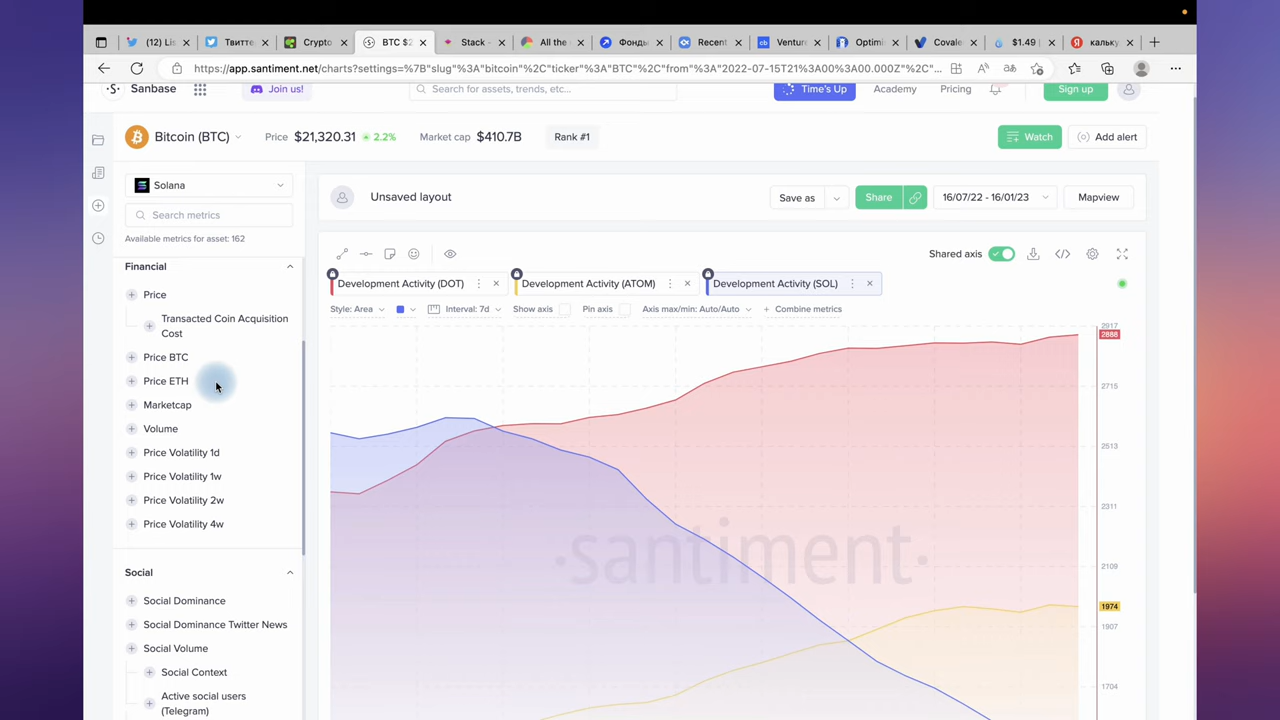 (12) Lis
Твитте
Crypto
BTC $2
Stack -
All the
Фонды
Recent
Ventur
Optimi
Covale
$1.49
кальку
https://app.santiment.net/charts?settings=%7B"slug"%3A"bitcoin"%2C"ticker"%3A"BTC"%2C"from"%3A"2022-07-15T21%3A00%3A00.000Z"%2C"...
Sanbase
Join us!
Search for assets, trends, etc...
Time's Up
Academy
Pricing
Sign up
Bitcoin (BTC)
Price $21,320.31 2.2%
Market cap $410.7B
Rank #1
Watch
Add alert
Solana
Search metrics
Available metrics for asset: 162
Financial
Price
Transacted Coin Acquisition
Cost
Price BTC
Price ETH
Marketcap
Volume
Price Volatility 1d
Price Volatility 1w
Price Volatility 2w
Price Volatility 4w
Social
Social Dominance
Social Dominance Twitter News
Social Volume
Social Context
Active social users
(Telegram)
Unsaved layout
Save as
Share
16/07/22 - 16/01/23
Mapview
Shared axis
Development Activity (DOT)
Development Activity (ATOM)
Development Activity (SOL)
Style: Area
Interval: 7d
Show axis
Pin axis
Axis max/min: Auto/Auto
Combine metrics
2917
2888
2715
2513
2311
2109
1974
1907
1704
·santiment·